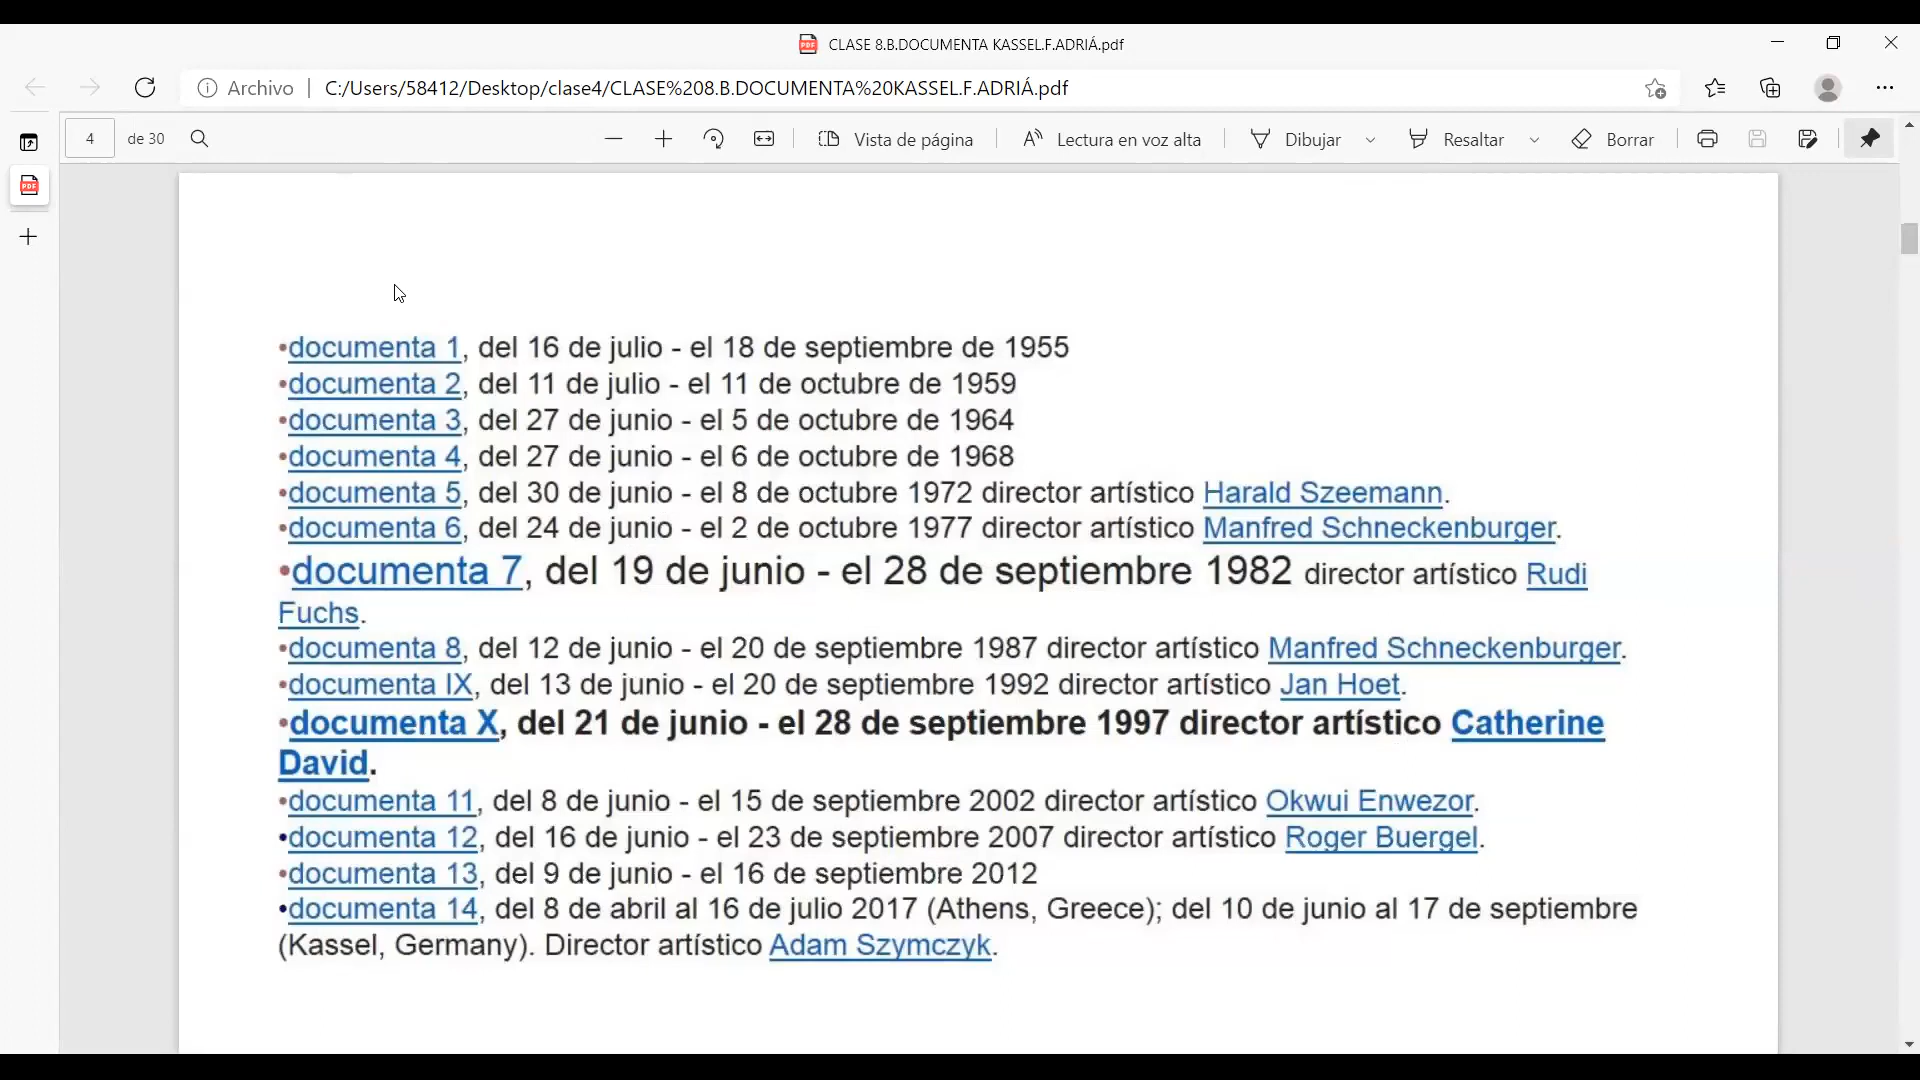 CLASE 8.B.DOCUMENTA KASSEL.F.ADRIÁ.pdf
Archivo | C:/Users/58412/Desktop/clase4/CLASE%208.B.DOCUMENTA%20KASSEL.F.ADRIÁ.pdf
4 de 30 Vista de página Lectura en voz alta Dibujar Resaltar Borrar
•documenta 1, del 16 de julio - el 18 de septiembre de 1955
•documenta 2, del 11 de julio - el 11 de octubre de 1959
•documenta 3, del 27 de junio - el 5 de octubre de 1964
•documenta 4, del 27 de junio - el 6 de octubre de 1968
•documenta 5, del 30 de junio - el 8 de octubre 1972 director artístico Harald Szeemann.
•documenta 6, del 24 de junio - el 2 de octubre 1977 director artístico Manfred Schneckenburger.
•documenta 7, del 19 de junio - el 28 de septiembre 1982 director artístico Rudi
Fuchs.
•documenta 8, del 12 de junio - el 20 de septiembre 1987 director artístico Manfred Schneckenburger.
•documenta IX, del 13 de junio - el 20 de septiembre 1992 director artístico Jan Hoet.
•documenta X, del 21 de junio - el 28 de septiembre 1997 director artístico Catherine
David.
•documenta 11, del 8 de junio - el 15 de septiembre 2002 director artístico Okwui Enwezor.
•documenta 12, del 16 de junio - el 23 de septiembre 2007 director artístico Roger Buergel.
•documenta 13, del 9 de junio - el 16 de septiembre 2012
•documenta 14, del 8 de abril al 16 de julio 2017 (Athens, Greece); del 10 de junio al 17 de septiembre
(Kassel, Germany). Director artístico Adam Szymczyk.